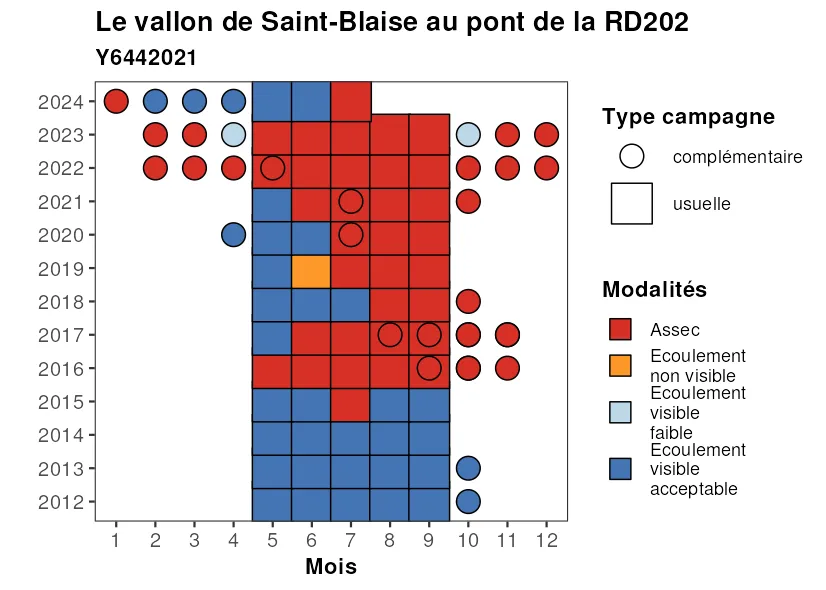 Le vallon de Saint-Blaise au pont de la RD202
Y6442021
2024
2023
2022
2021
2020
2019
2018
2017
2016
2015
2014
2013
2012
1 2 3 4 5 6 7 8 9 10 11 12
Mois
Type campagne
complémentaire
usuelle
Modalités
Assec
Ecoulement
non visible
Ecoulement
visible
faible
Ecoulement
visible
acceptable